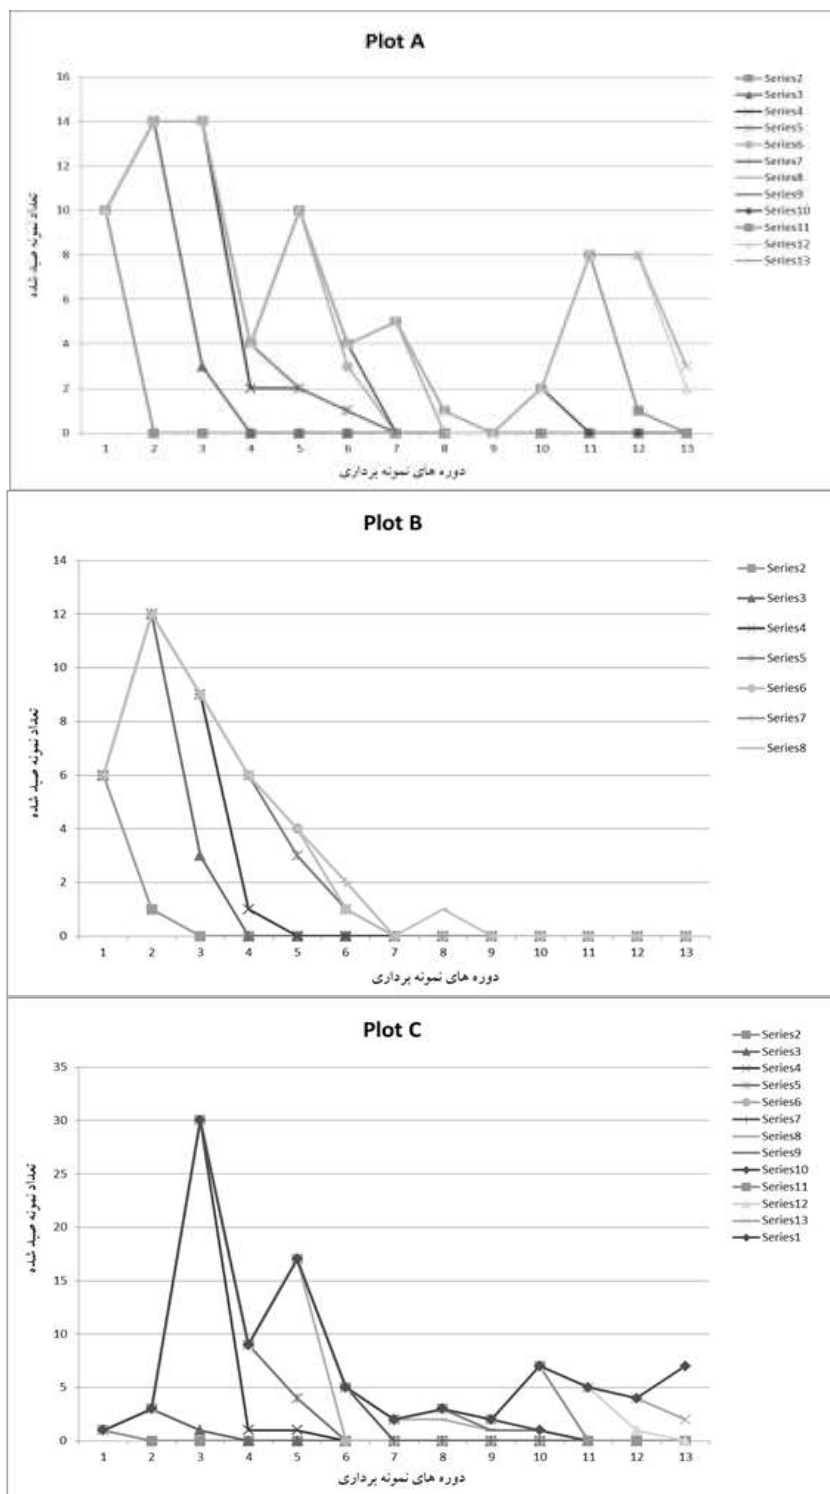 Plot A
16
14
12
10
8
6
4
2
0
1 2 3 4 5 6 7 8 9 10 11 12 13
تعداد نمونه صید شده
دوره های نمونه برداری
Series2
Series3
Series4
Series5
Series6
Series7
Series8
Series9
Series10
Series11
Series12
Series13
Plot B
14
12
10
8
6
4
2
0
1 2 3 4 5 6 7 8 9 10 11 12 13
تعداد نمونه صید شده
دوره های نمونه برداری
Series2
Series3
Series4
Series5
Series6
Series7
Series8
Plot C
35
30
25
20
15
10
5
0
1 2 3 4 5 6 7 8 9 10 11 12 13
تعداد نمونه صید شده
دوره های نمونه برداری
Series2
Series3
Series4
Series5
Series6
Series7
Series8
Series9
Series10
Series11
Series12
Series13
Series1